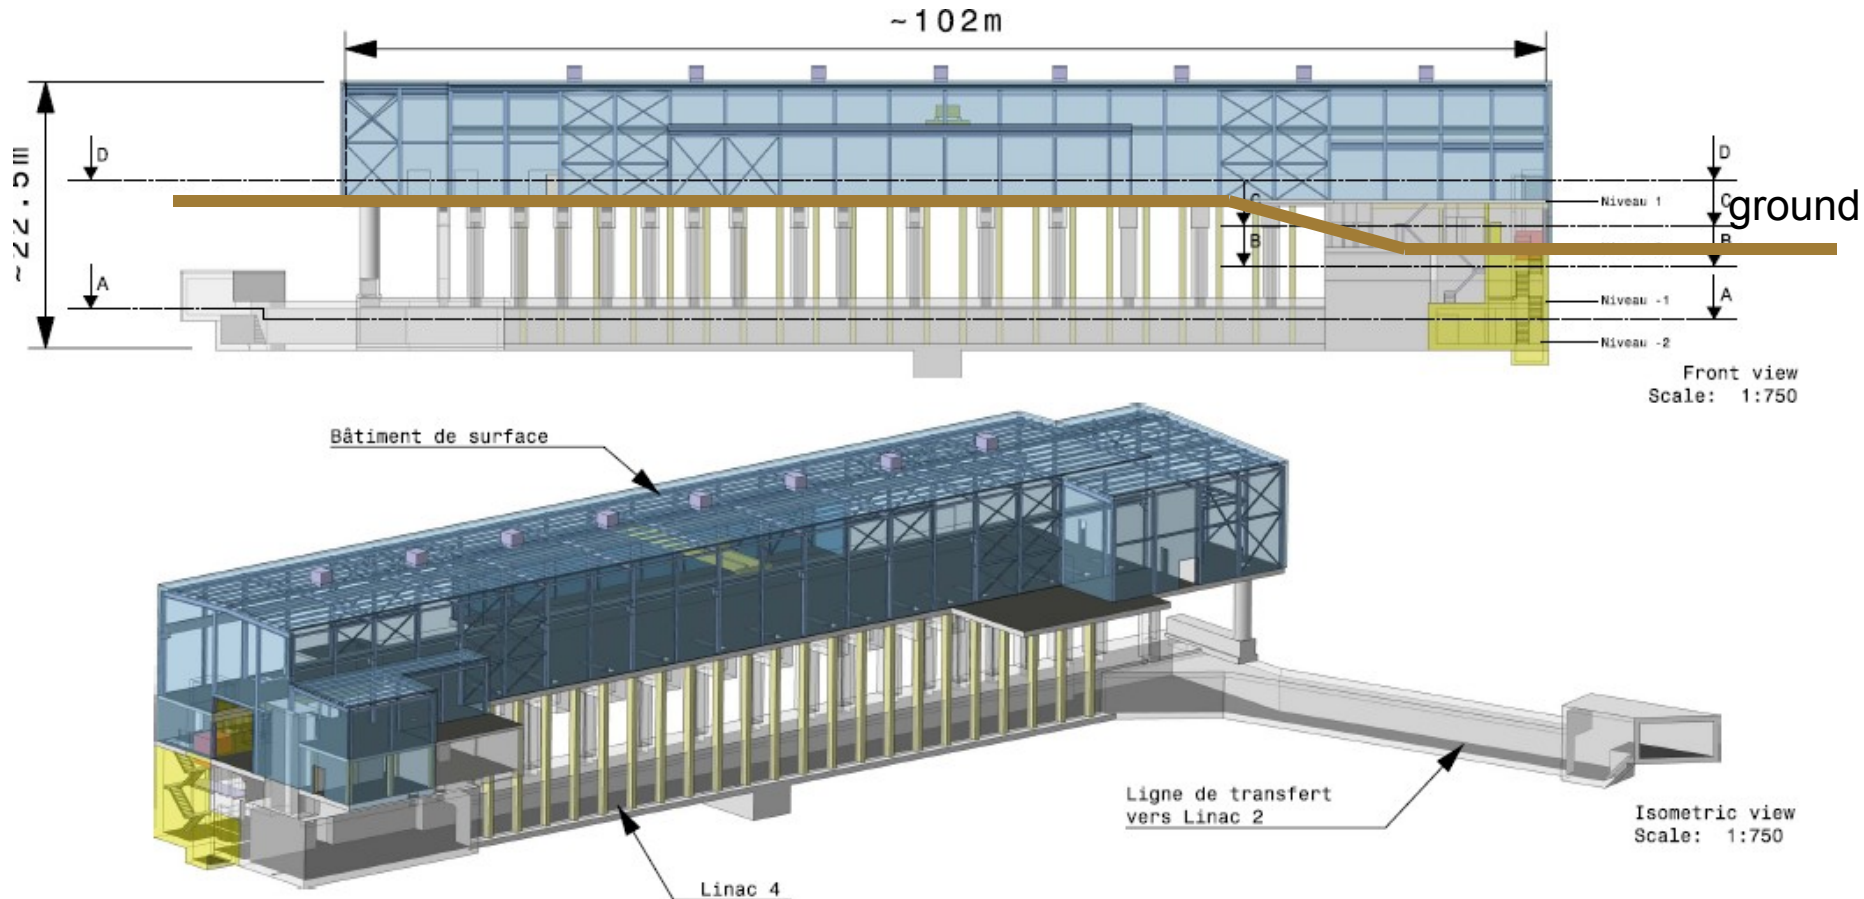 ~102m
~22.5m
D
D
C
C
ground
Niveau 1
B
B
A
A
Niveau -1
Niveau -2
Front view
Scale: 1:750
Bâtiment de surface
Ligne de transfert
vers Linac 2
Isometric view
Scale: 1:750
Linac 4